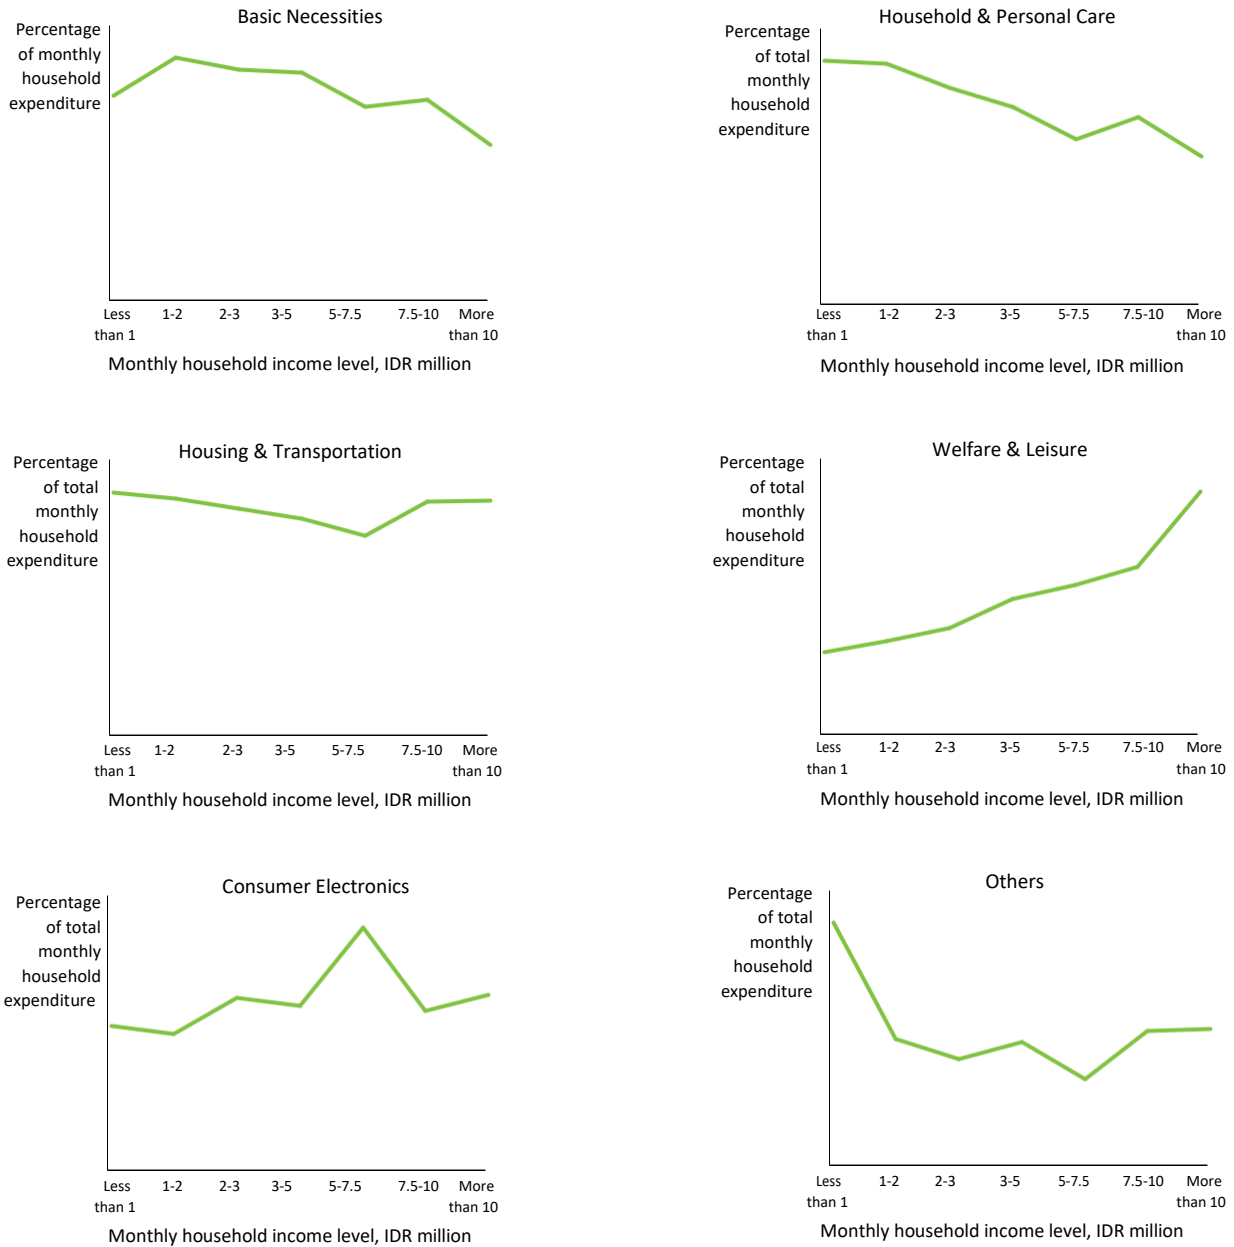 Basic Necessities
Percentage
of monthly
household
expenditure
Less
than 1
1-2
2-3
3-5
5-7.5
7.5-10
More
than 10
Monthly household income level, IDR million
Household & Personal Care
Percentage
of total
monthly
household
expenditure
Less
than 1
1-2
2-3
3-5
5-7.5
7.5-10
More
than 10
Monthly household income level, IDR million
Housing & Transportation
Percentage
of total
monthly
household
expenditure
Less
than 1
1-2
2-3
3-5
5-7.5
7.5-10
More
than 10
Monthly household income level, IDR million
Welfare & Leisure
Percentage
of total
monthly
household
expenditure
Less
than 1
1-2
2-3
3-5
5-7.5
7.5-10
More
than 10
Monthly household income level, IDR million
Consumer Electronics
Percentage
of total
monthly
household
expenditure
Less
than 1
1-2
2-3
3-5
5-7.5
7.5-10
More
than 10
Monthly household income level, IDR million
Others
Percentage
of total
monthly
household
expenditure
Less
than 1
1-2
2-3
3-5
5-7.5
7.5-10
More
than 10
Monthly household income level, IDR million